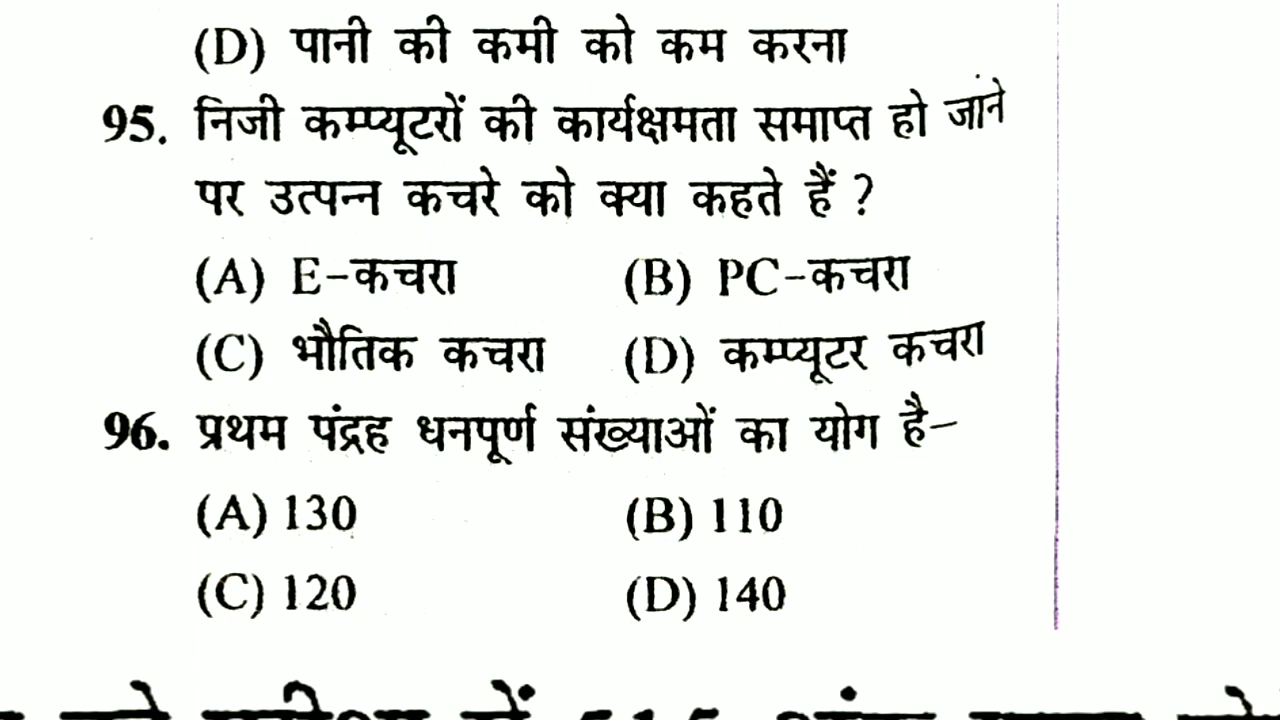 (D) पानी की कमी को कम करना
95. निजी कम्प्यूटरों की कार्यक्षमता समाप्त हो जाने
पर उत्पन्न कचरे को क्या कहते हैं ?
(A) E-कचरा (B) PC-कचरा
(C) भौतिक कचरा (D) कम्प्यूटर कचरा
96. प्रथम पंद्रह धनपूर्ण संख्याओं का योग है-
(A) 130 (B) 110
(C) 120 (D) 140